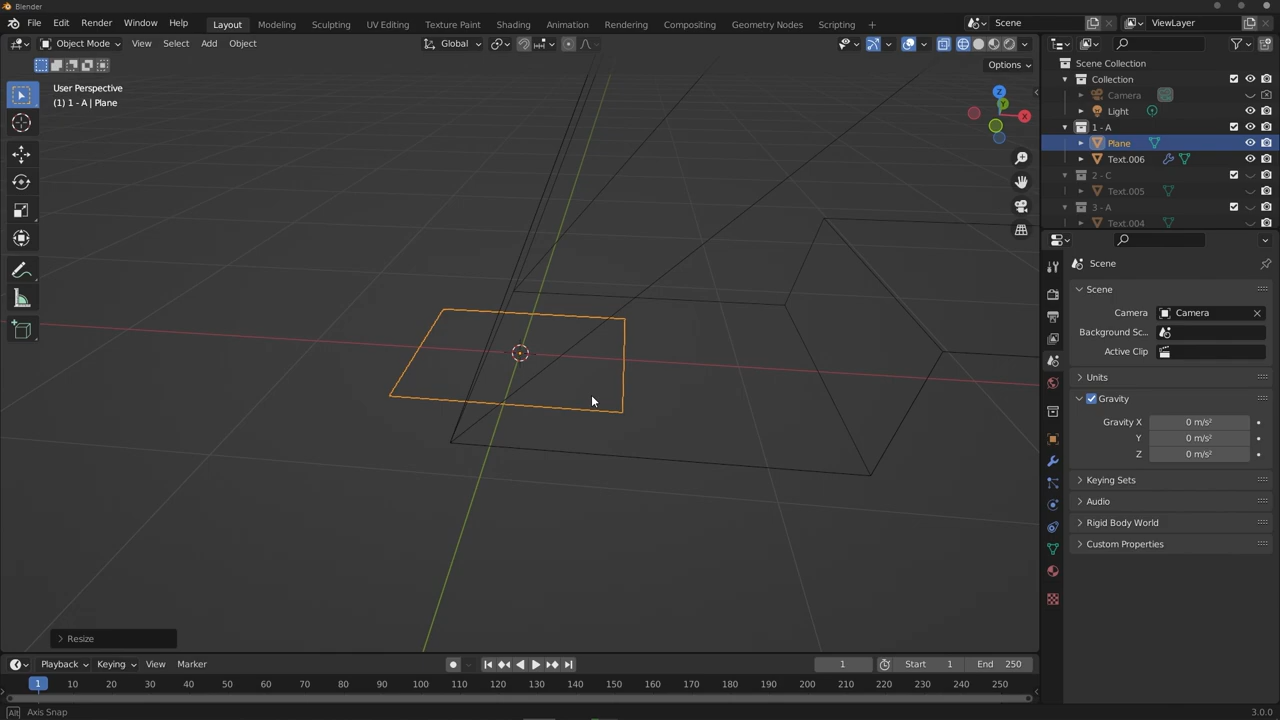 Blender
File Edit Render Window Help Layout Modeling Sculpting UV Editing Texture Paint Shading Animation Rendering Compositing Geometry Nodes Scripting + Scene ViewLayer
Object Mode View Select Add Object Global
Options
User Perspective
(1) 1 - A | Plane
Z
Y
X
Scene Collection
Collection
Camera
Light
1 - A
Plane
Text.006
2 - C
Text.005
3 - A
Text.004
Scene
Scene
Camera Camera
Background Sc...
Active Clip
Units
Gravity
Gravity X 0 m/s²
Y 0 m/s²
Z 0 m/s²
Keying Sets
Audio
Rigid Body World
Custom Properties
Resize
Playback Keying View Marker 1 Start 1 End 250
1 10 20 30 40 50 60 70 80 90 100 110 120 130 140 150 160 170 180 190 200 210 220 230 240 250
Alt Axis Snap 3.0.0